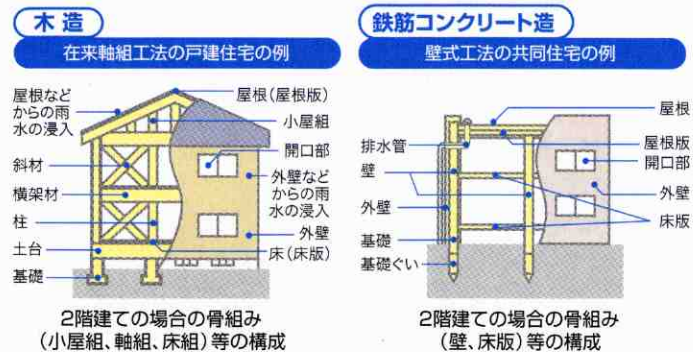 木造
在来軸組工法の戸建住宅の例
屋根など
からの雨
水の浸入
斜材
横架材
柱
土台
基礎
屋根(屋根版)
小屋組
開口部
外壁など
からの雨
水の浸入
外壁
床(床版)
2階建ての場合の骨組み
(小屋組、軸組、床組)等の構成
鉄筋コンクリート造
壁式工法の共同住宅の例
排水管
壁
外壁
基礎
基礎ぐい
屋根
屋根版
開口部
外壁
床版
2階建ての場合の骨組み
(壁、床版)等の構成